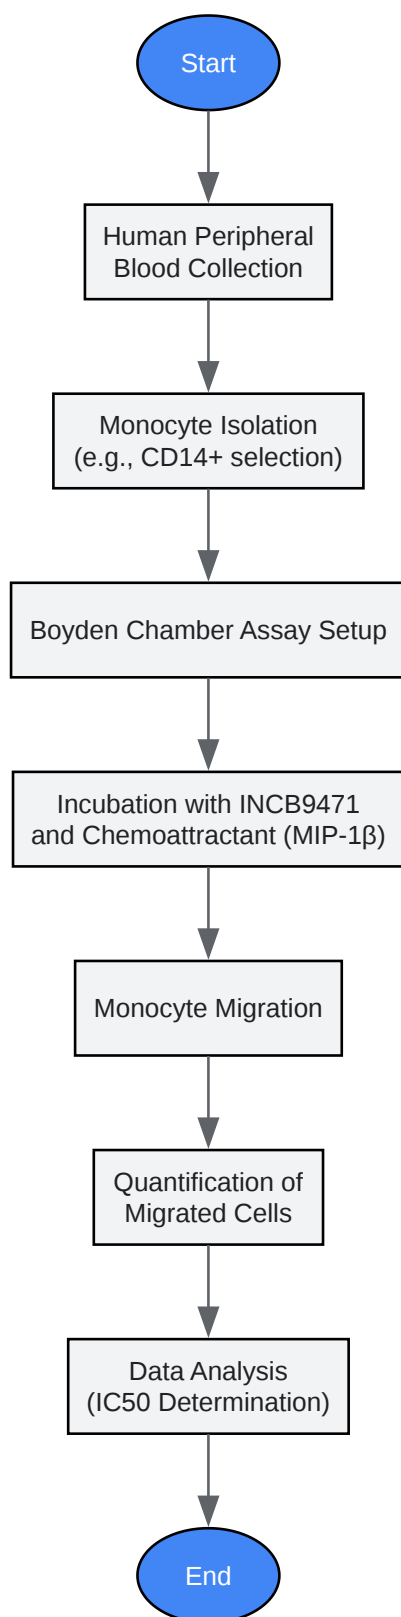 Start
Human Peripheral
Blood Collection
Monocyte Isolation
(e.g., CD14+ selection)
Boyden Chamber Assay Setup
Incubation with INCB9471
and Chemoattractant (MIP-1β)
Monocyte Migration
Quantification of
Migrated Cells
Data Analysis
(IC50 Determination)
End